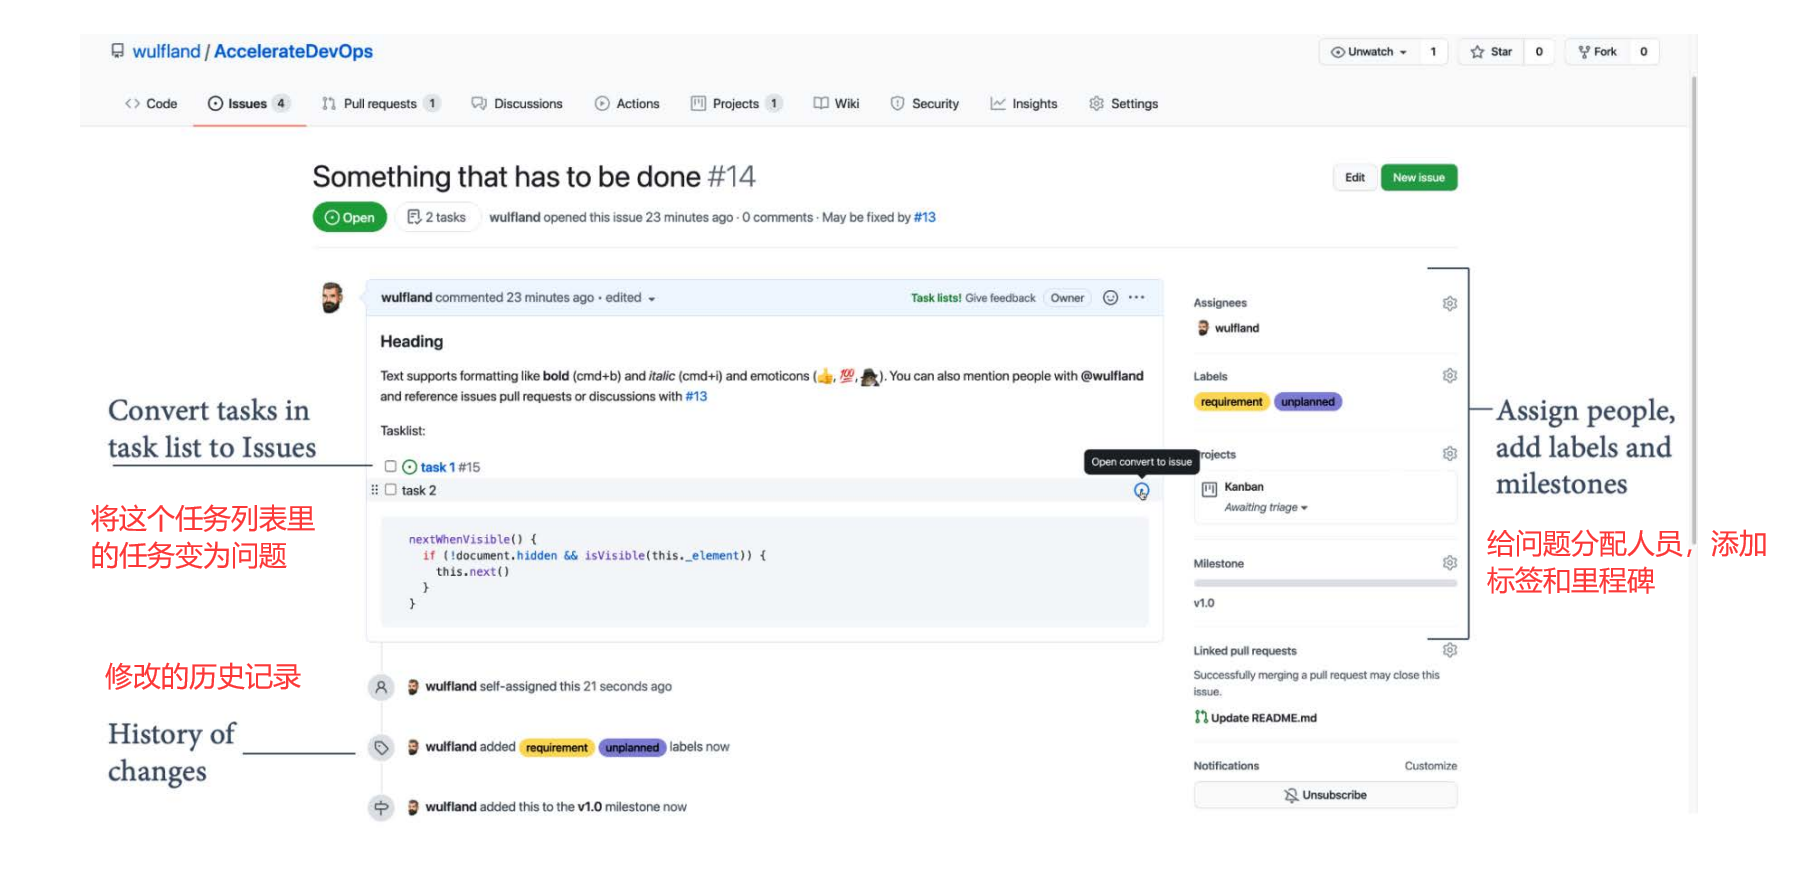 wulfland / AccelerateDevOps
Unwatch 1 Star 0 Fork 0
Code Issues 4 Pull requests 1 Discussions Actions Projects 1 Wiki Security Insights Settings
Something that has to be done #14
Edit New issue
Open 2 tasks wulfland opened this issue 23 minutes ago · 0 comments · May be fixed by #13
wulfland commented 23 minutes ago · edited
Task lists! Give feedback Owner
Heading
Text supports formatting like bold (cmd+b) and italic (cmd+i) and emoticons (👍, 💯, 🕵). You can also mention people with @wulfland
and reference issues pull requests or discussions with #13
Tasklist:
task 1 #15
task 2
Open convert to issue
nextWhenVisible() {
if (!document.hidden && isVisible(this._element)) {
this.next()
}
}
wulfland self-assigned this 21 seconds ago
wulfland added requirement unplanned labels now
wulfland added this to the v1.0 milestone now
Assignees
wulfland
Labels
requirement unplanned
rojects
Kanban
Awaiting triage
Milestone
v1.0
Linked pull requests
Successfully merging a pull request may close this
issue.
Update README.md
Notifications Customize
Unsubscribe
Convert tasks in
task list to Issues
将这个任务列表里
的任务变为问题
修改的历史记录
History of
changes
Assign people,
add labels and
milestones
给问题分配人员，添加
标签和里程碑